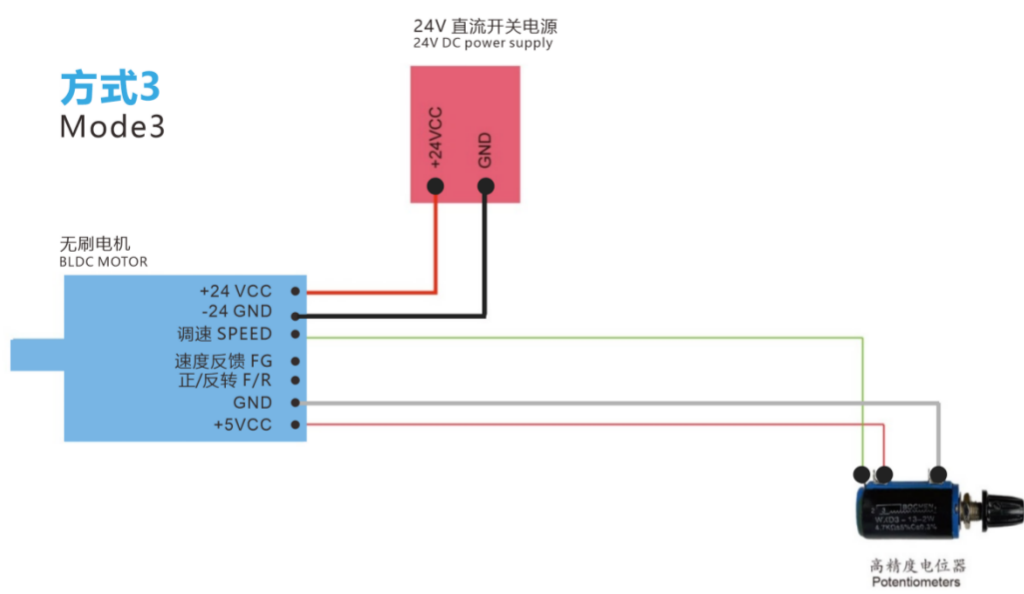 24V 直流开关电源
24V DC power supply
方式3
Mode3
+24VCC
GND
无刷电机
BLDC MOTOR
+24 VCC
-24 GND
调速 SPEED
速度反馈 FG
正/反转 F/R
GND
+5VCC
高精度电位器
Potentiometers